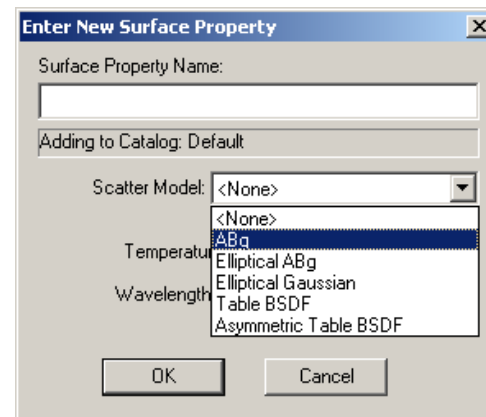 Enter New Surface Property
Surface Property Name:
Adding to Catalog: Default
Scatter Model: <None>
<None>
ABg
Elliptical ABg
Elliptical Gaussian
Table BSDF
Asymmetric Table BSDF
Temperatu
Wavelength
OK Cancel